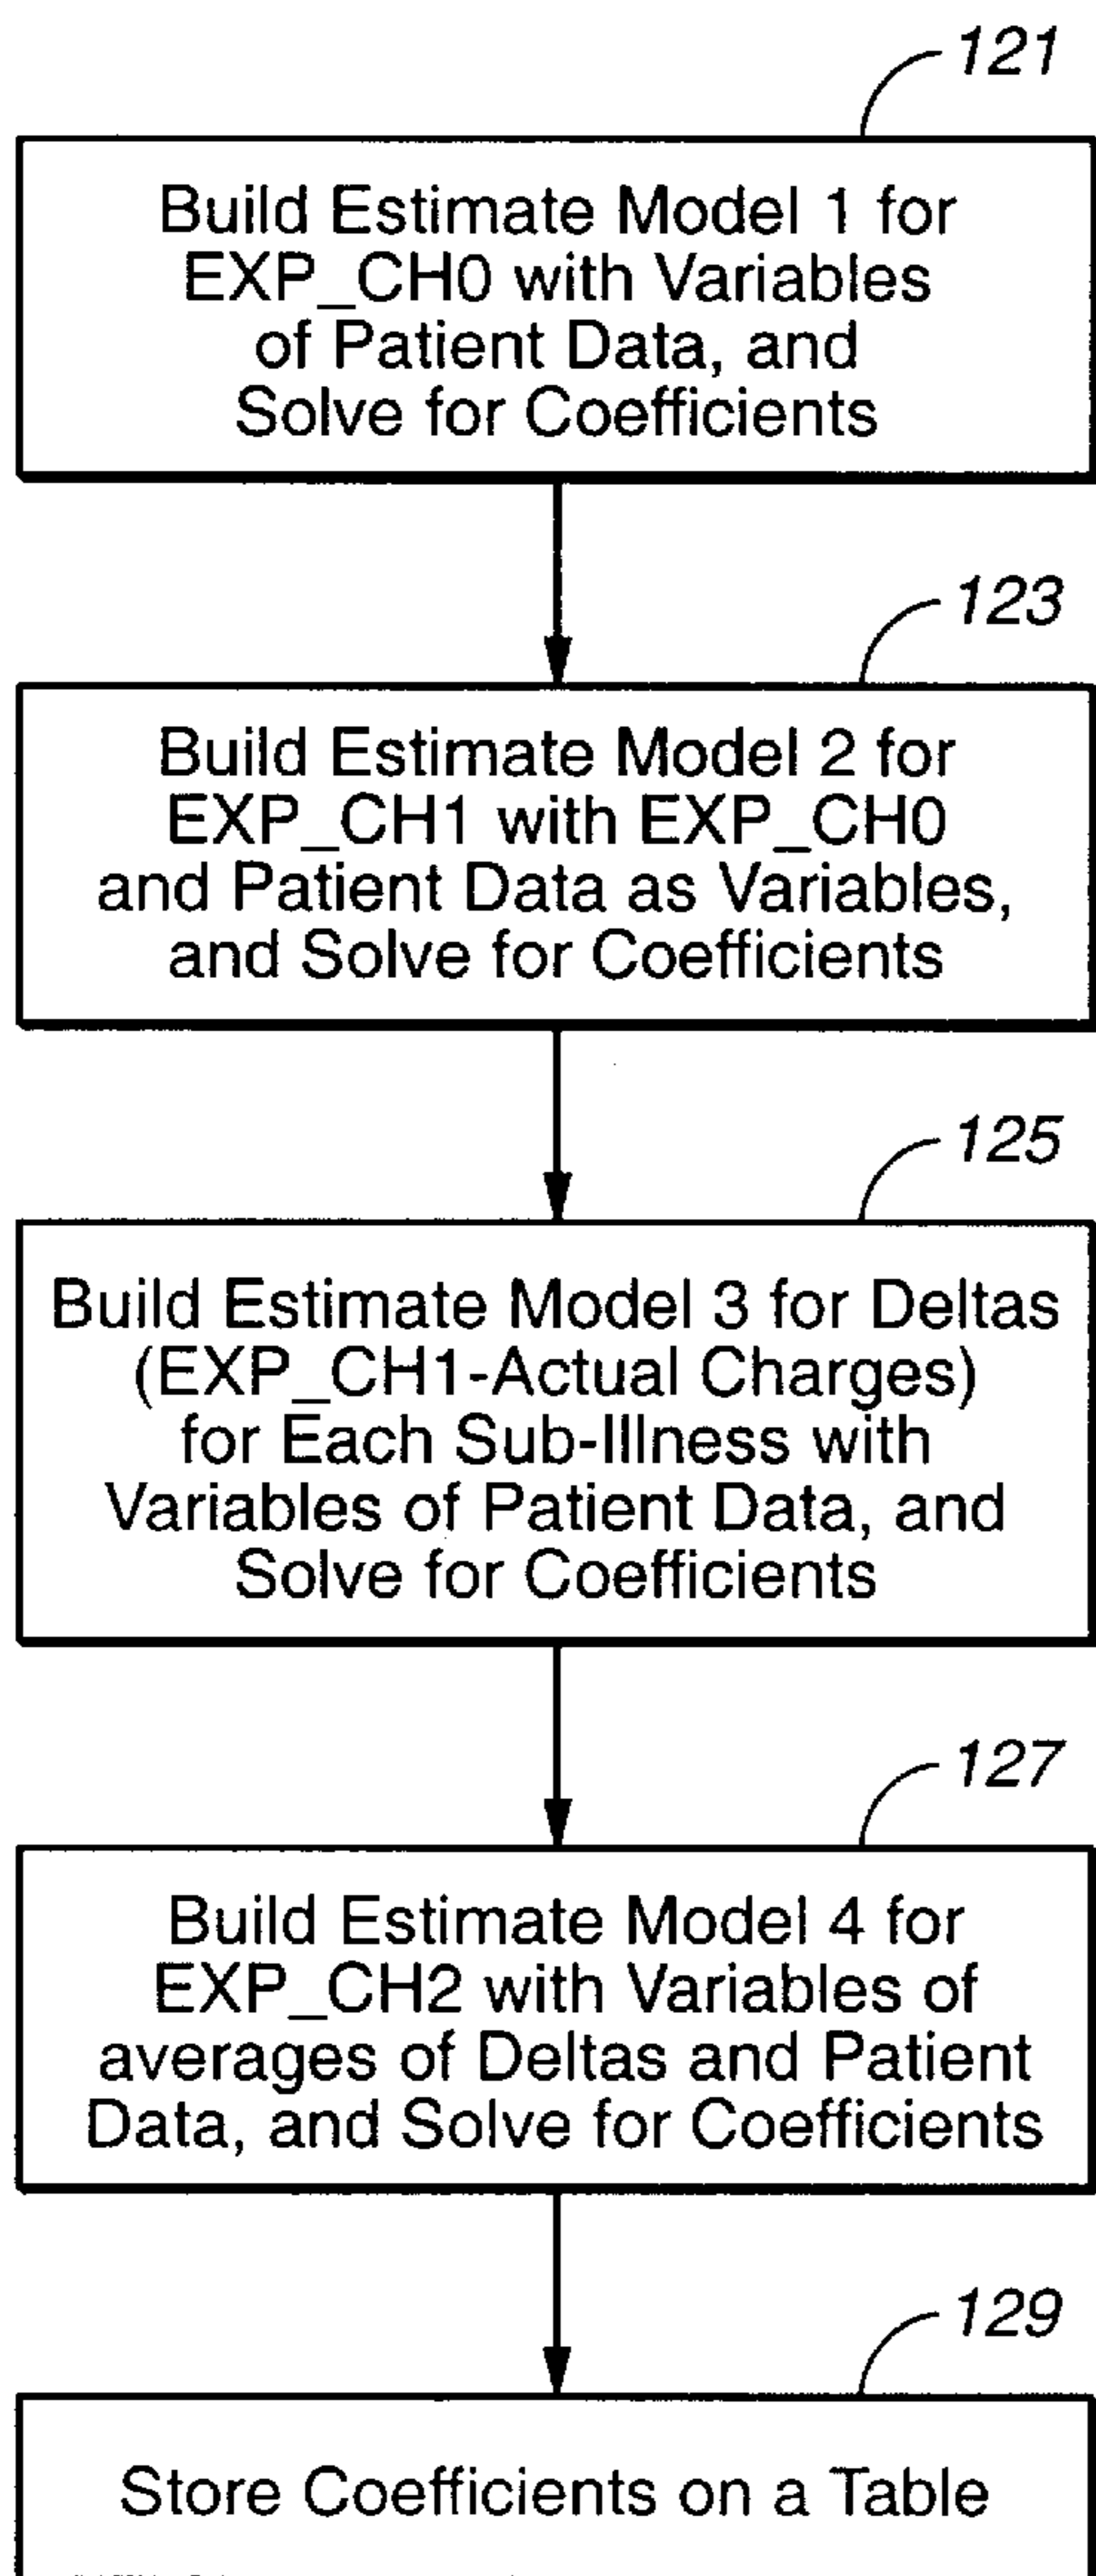 121
Build Estimate Model 1 for
EXP_CH0 with Variables
of Patient Data, and
Solve for Coefficients
123
Build Estimate Model 2 for
EXP_CH1 with EXP_CH0
and Patient Data as Variables,
and Solve for Coefficients
125
Build Estimate Model 3 for Deltas
(EXP_CH1-Actual Charges)
for Each Sub-Illness with
Variables of Patient Data, and
Solve for Coefficients
127
Build Estimate Model 4 for
EXP_CH2 with Variables of
averages of Deltas and Patient
Data, and Solve for Coefficients
129
Store Coefficients on a Table